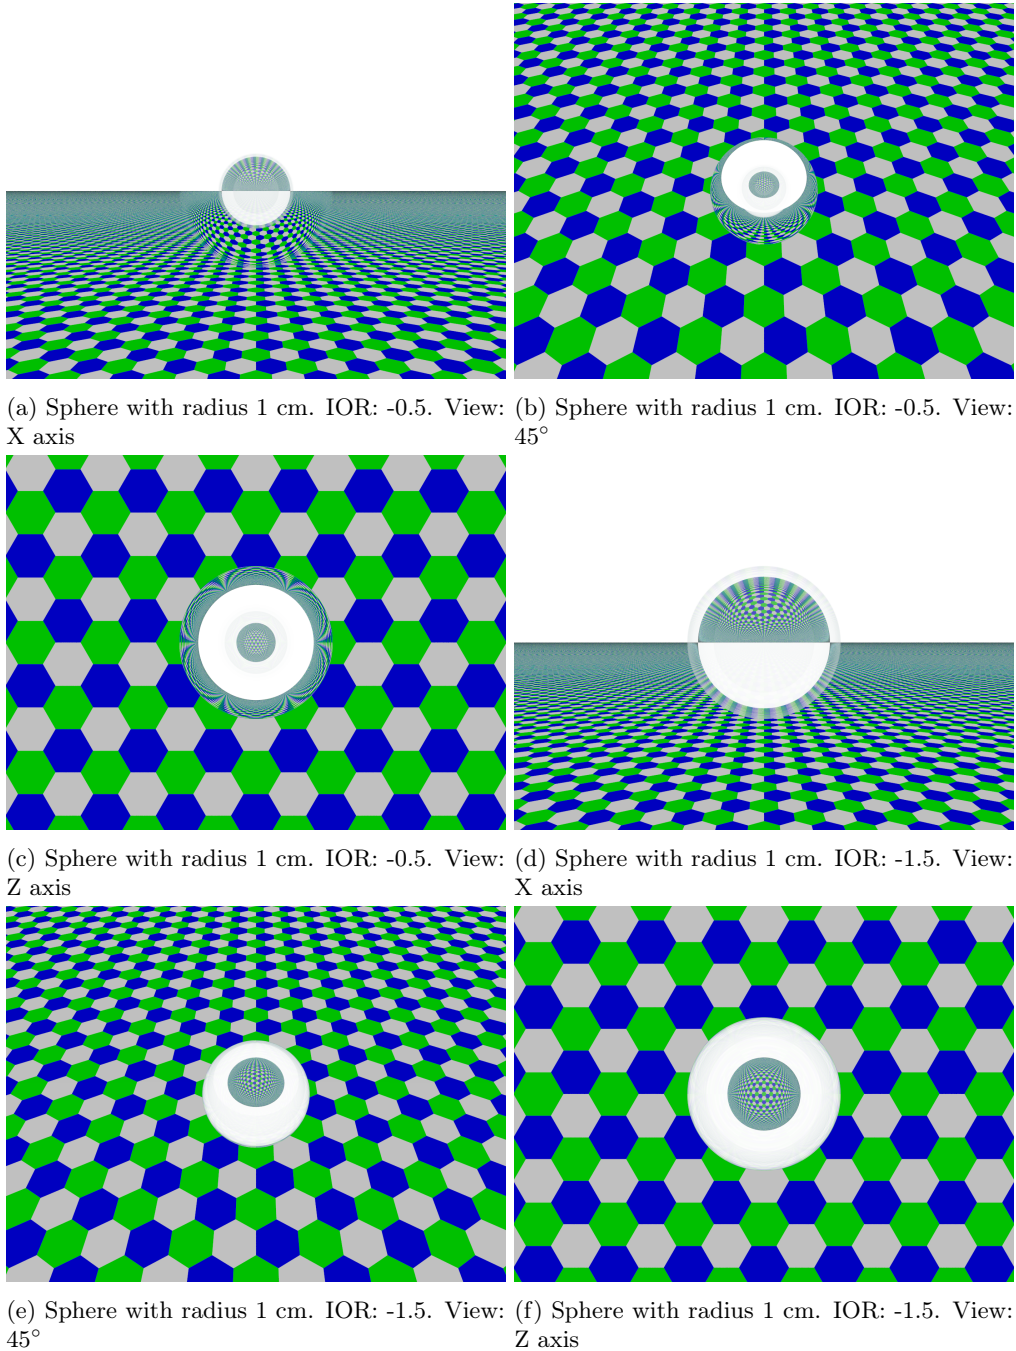 (a) Sphere with radius 1 cm. IOR: -0.5. View:
X axis
(b) Sphere with radius 1 cm. IOR: -0.5. View:
45°
(c) Sphere with radius 1 cm. IOR: -0.5. View:
Z axis
(d) Sphere with radius 1 cm. IOR: -1.5. View:
X axis
(e) Sphere with radius 1 cm. IOR: -1.5. View:
45°
(f) Sphere with radius 1 cm. IOR: -1.5. View:
Z axis